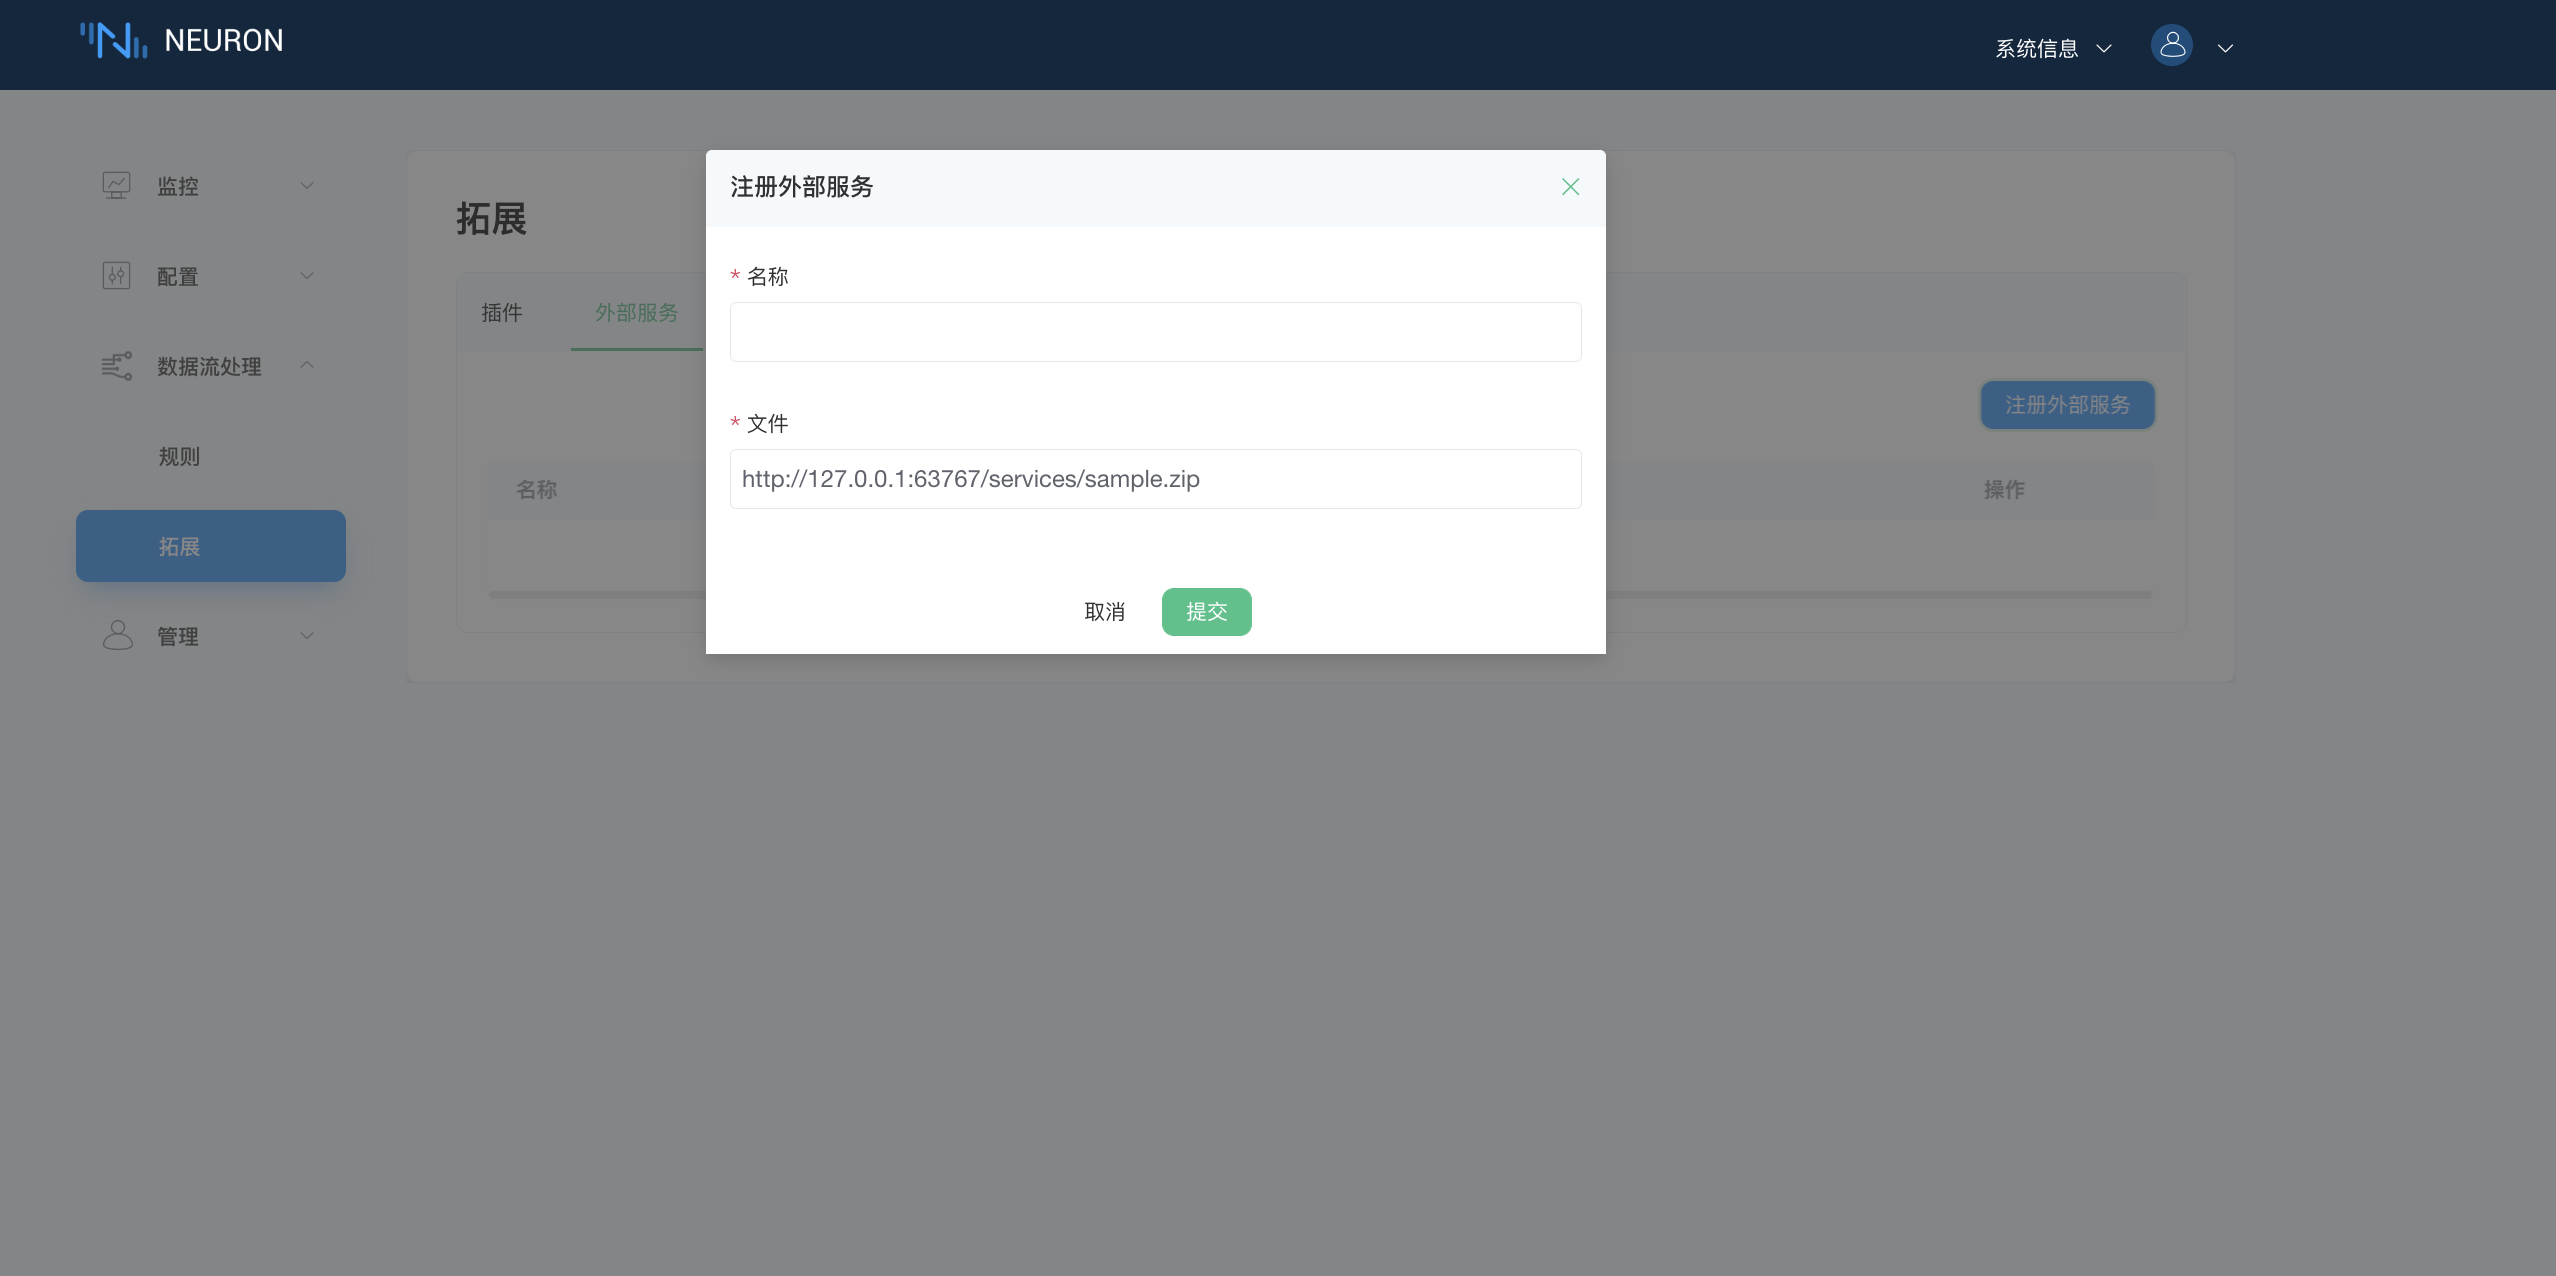 NEURON
系统信息
监控
配置
数据流处理
规则
拓展
管理
拓展
插件
外部服务
注册外部服务
名称
操作
注册外部服务
* 名称
* 文件
http://127.0.0.1:63767/services/sample.zip
取消
提交